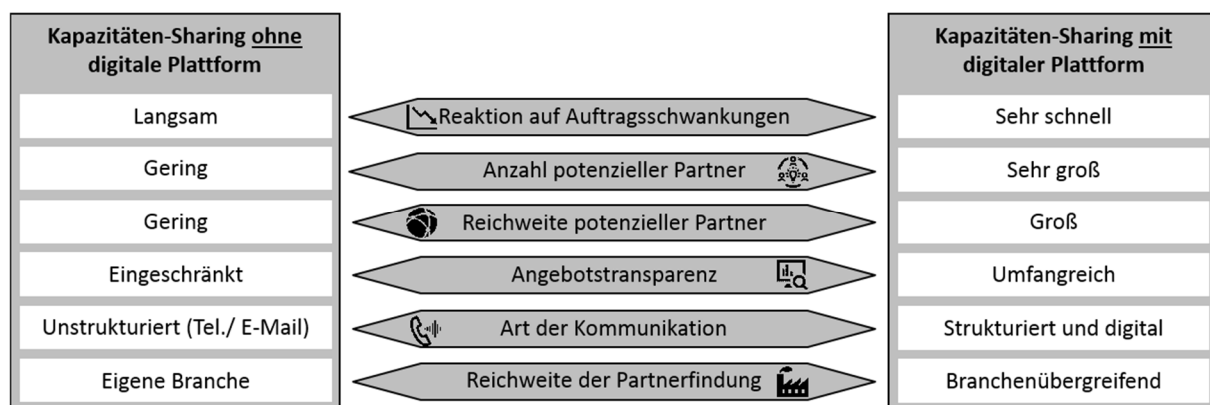 Kapazitäten-Sharing ohne
digitale Plattform
Kapazitäten-Sharing mit
digitaler Plattform
Langsam
Reaktion auf Auftragsschwankungen
Sehr schnell
Gering
Anzahl potenzieller Partner
Sehr groß
Gering
Reichweite potenzieller Partner
Groß
Eingeschränkt
Angebotstransparenz
Umfangreich
Unstrukturiert (Tel./ E-Mail)
Art der Kommunikation
Strukturiert und digital
Eigene Branche
Reichweite der Partnerfindung
Branchenübergreifend